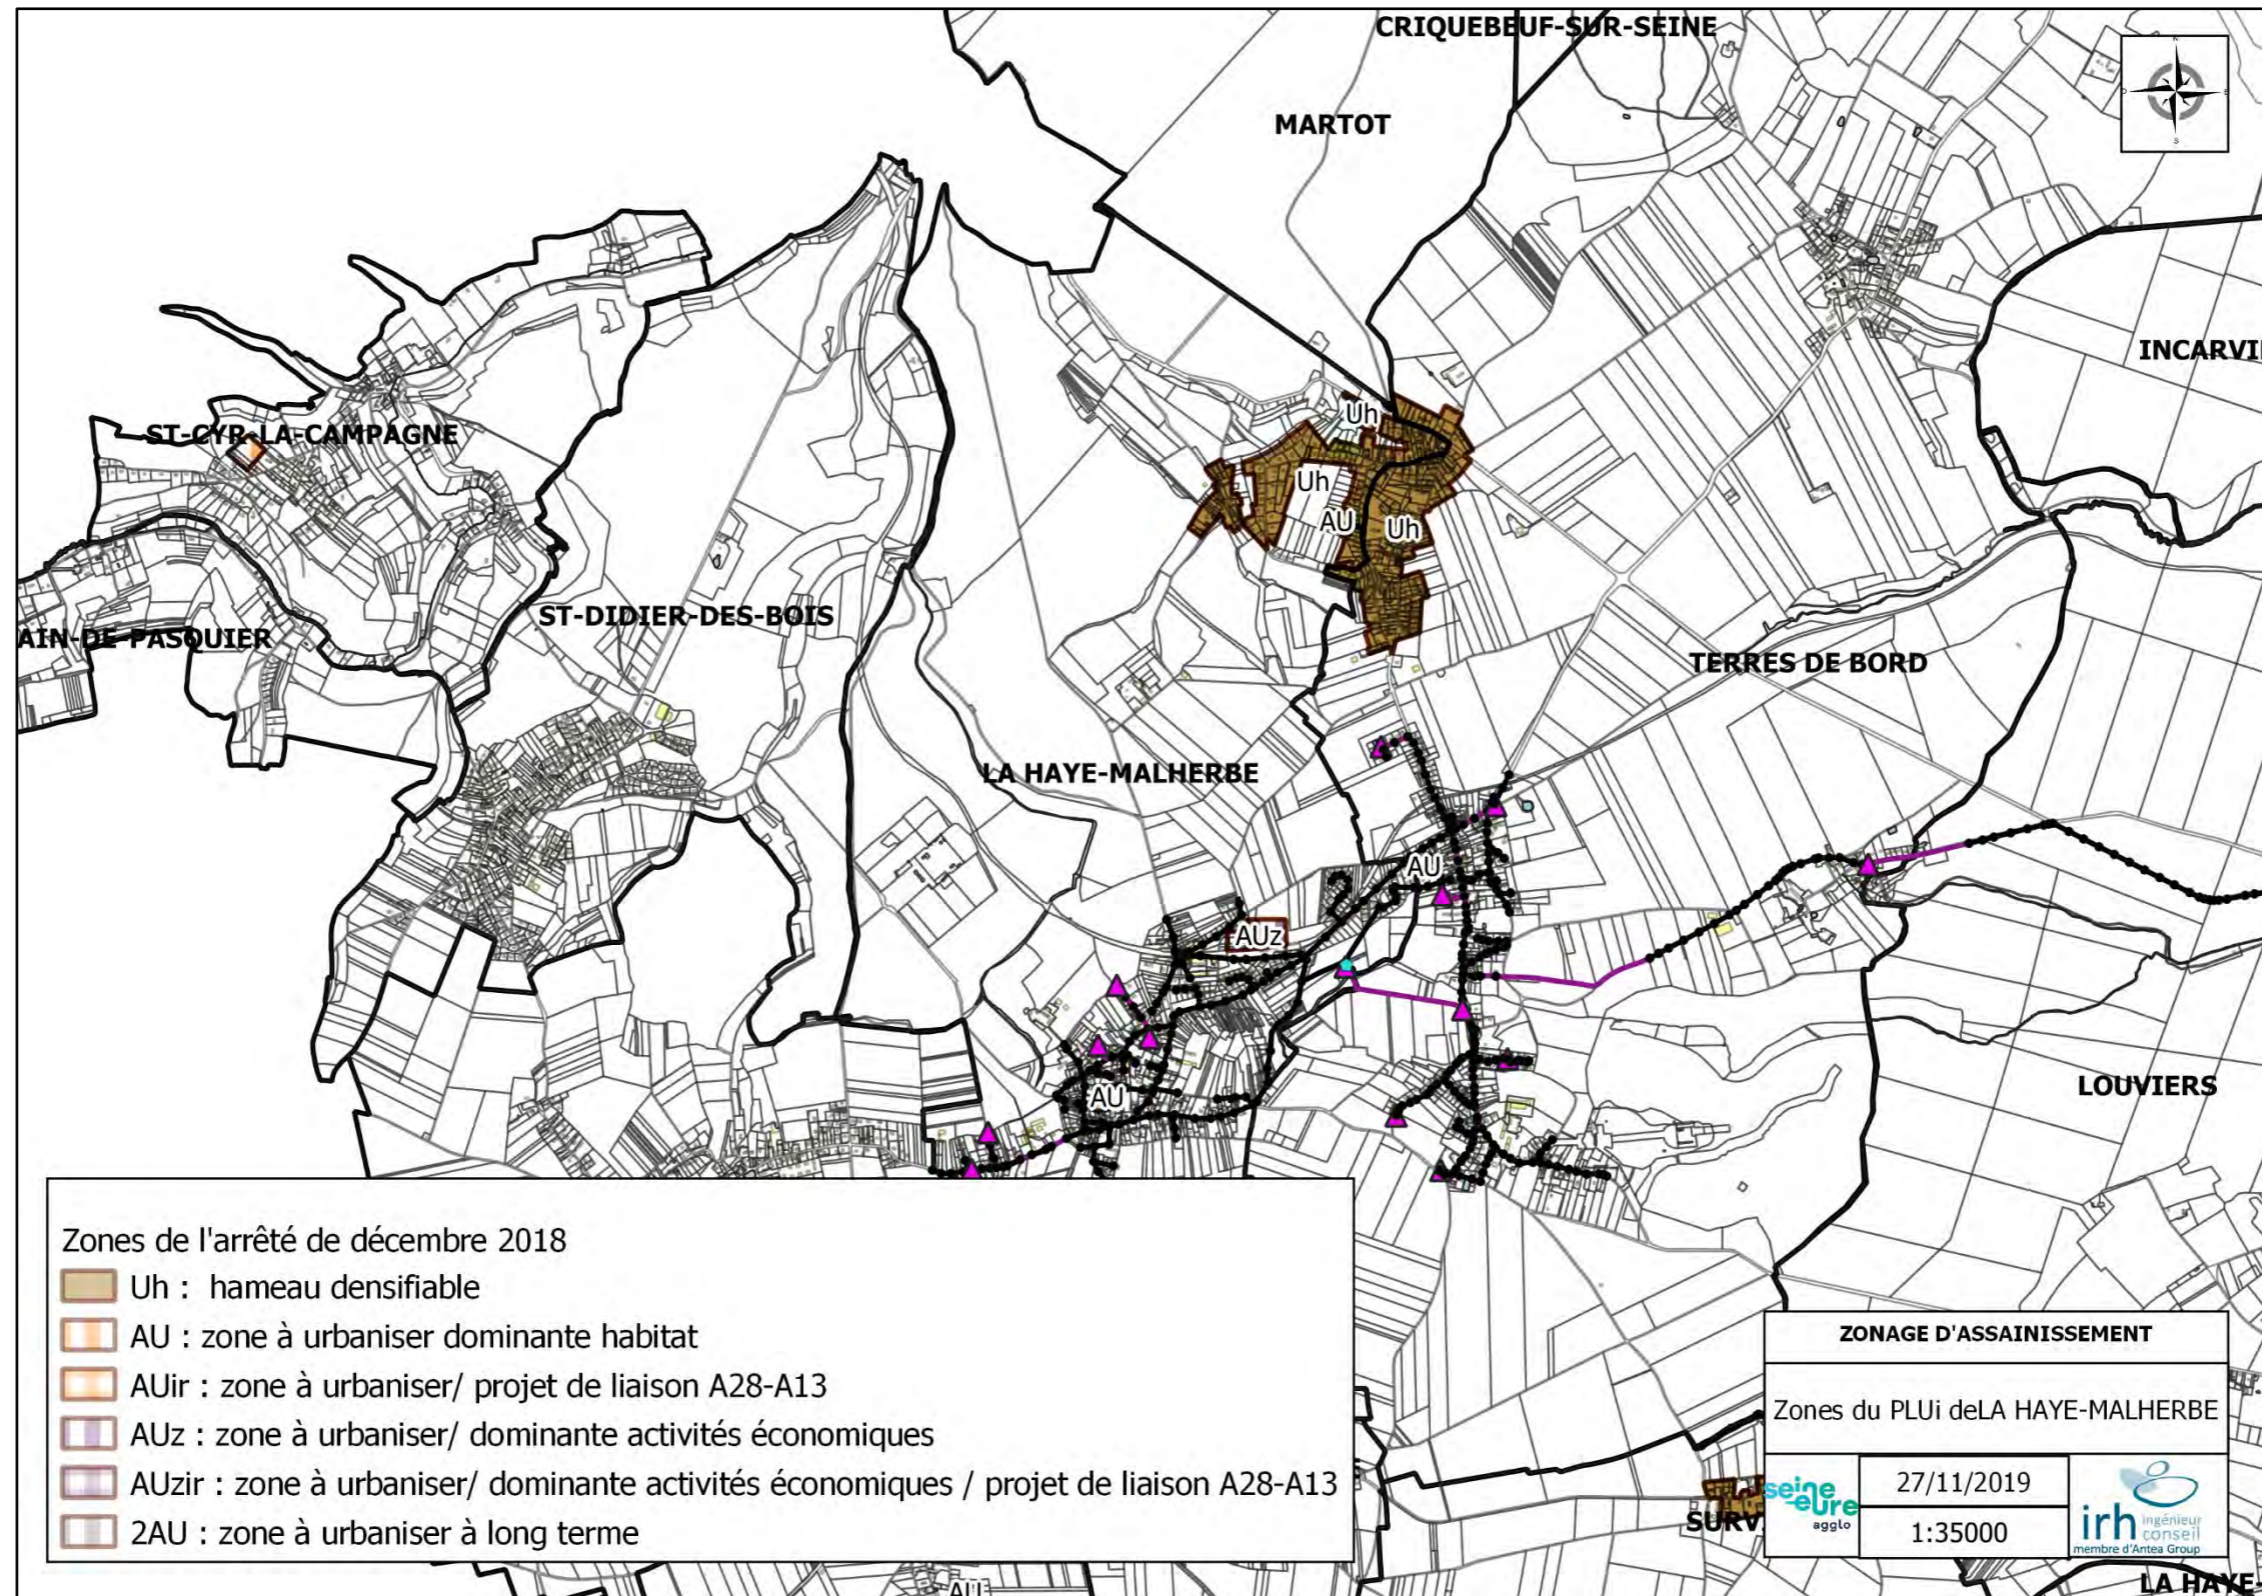 CRIQUEBEUF-SUR-SEINE
N
O
E
S
MARTOT
INCARVI
Uh
ST-CYR-LA-CAMPAGNE
Uh
AU
Uh
ST-DIDIER-DES-BOIS
AIN-DE-PASQUIER
TERRES DE BORD
LA HAYE-MALHERBE
AU
AUz
LOUVIERS
AU
Zones de l'arrêté de décembre 2018
Uh : hameau densifiable
AU : zone à urbaniser dominante habitat
AUir : zone à urbaniser/ projet de liaison A28-A13
AUz : zone à urbaniser/ dominante activités économiques
AUzir : zone à urbaniser/ dominante activités économiques / projet de liaison A28-A13
2AU : zone à urbaniser à long terme
ZONAGE D'ASSAINISSEMENT
Zones du PLUi deLA HAYE-MALHERBE
seine
eure
agglo
27/11/2019
1:35000
irh ingénieur
conseil
membre d'Antea Group
SURV
AU
LA HAYE-